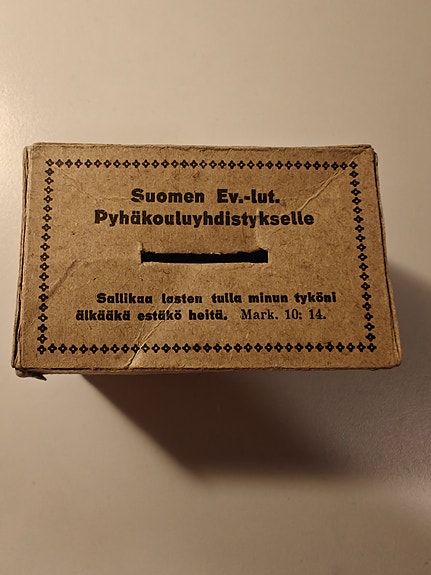 Suomen Ev.-lut.
Pyhäkouluyhdistykselle
Sallikaa lasten tulla minun tyköni
älkääkä estäkö heitä. Mark. 10: 14.